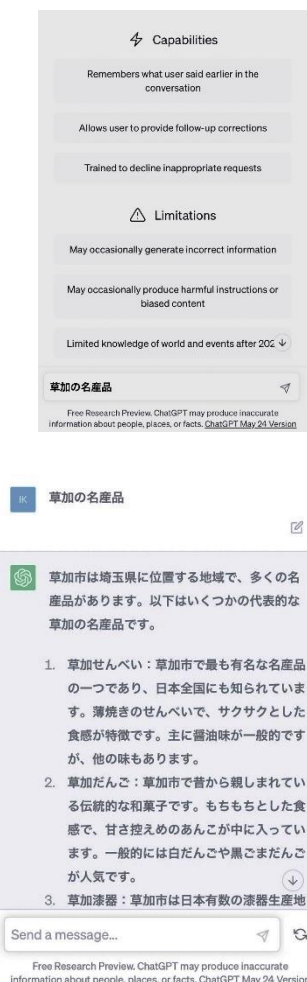 Capabilities
Remembers what user said earlier in the
conversation
Allows user to provide follow-up corrections
Trained to decline inappropriate requests
Limitations
May occasionally generate incorrect information
May occasionally produce harmful instructions or
biased content
Limited knowledge of world and events after 202
草加の名産品
Free Research Preview. ChatGPT may produce inaccurate
information about people, places, or facts. ChatGPT May 24 Version
IK 草加の名産品
草加市は埼玉県に位置する地域で、多くの名
産品があります。以下はいくつかの代表的な
草加の名産品です。
1. 草加せんべい：草加市で最も有名な名産品
の一つであり、日本全国にも知られていま
す。薄焼きのせんべいで、サクサクとした
食感が特徴です。主に醤油味が一般的です
が、他の味もあります。
2. 草加だんご：草加市で昔から親しまれてい
る伝統的な和菓子です。もちもちとした食
感で、甘さ控えめのあんこが中に入ってい
ます。一般的には白だんごや黒ごまだんご
が人気です。
3. 草加漆器：草加市は日本有数の漆器生産地
Send a message...
Free Research Preview. ChatGPT may produce inaccurate
information about people, places, or facts. ChatGPT May 24 Version